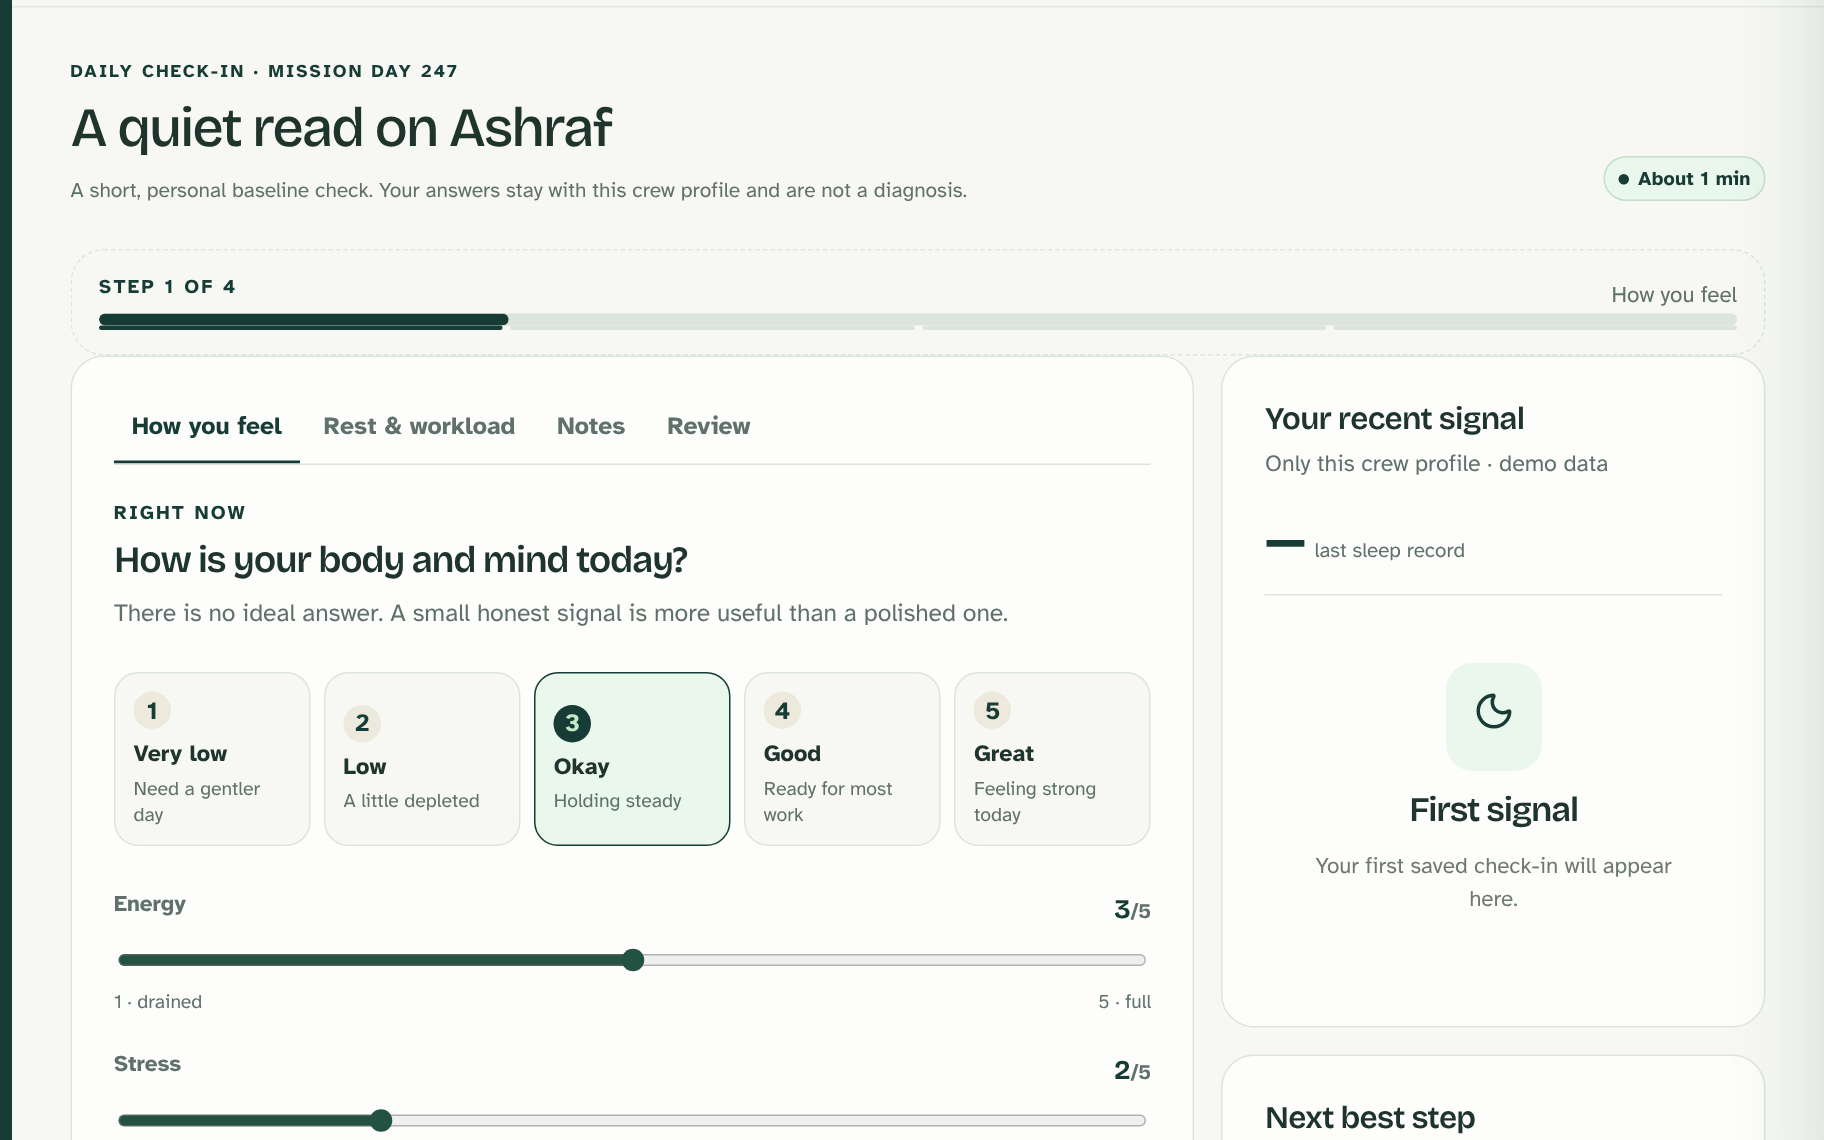 DAILY CHECK-IN · MISSION DAY 247
A quiet read on Ashraf
A short, personal baseline check. Your answers stay with this crew profile and are not a diagnosis.
About 1 min
STEP 1 OF 4
How you feel
How you feel
Rest & workload
Notes
Review
RIGHT NOW
How is your body and mind today?
There is no ideal answer. A small honest signal is more useful than a polished one.
1
Very low
Need a gentler
day
2
Low
A little depleted
3
Okay
Holding steady
4
Good
Ready for most
work
5
Great
Feeling strong
today
Energy
3/5
1 · drained
5 · full
Stress
2/5
Your recent signal
Only this crew profile · demo data
— last sleep record
First signal
Your first saved check-in will appear
here.
Next best step